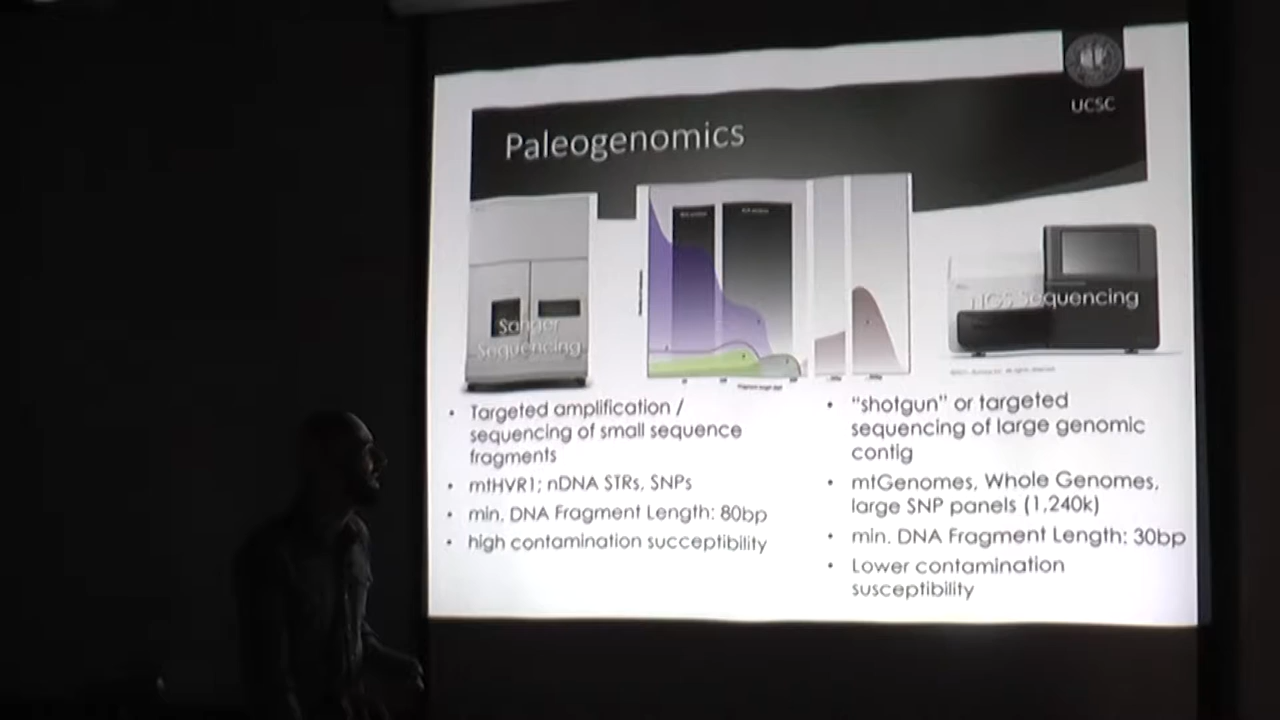 UCSC
Paleogenomics
Sanger
Sequencing
NGS Sequencing
• Targeted amplification /
sequencing of small sequence
fragments
• mtHVR1; nDNA STRs, SNPs
• min. DNA Fragment Length: 80bp
• high contamination succeptibility
• "shotgun" or targeted
sequencing of large genomic
contig
• mtGenomes, Whole Genomes,
large SNP panels (1,240k)
• min. DNA Fragment Length: 30bp
• Lower contamination
susceptibility